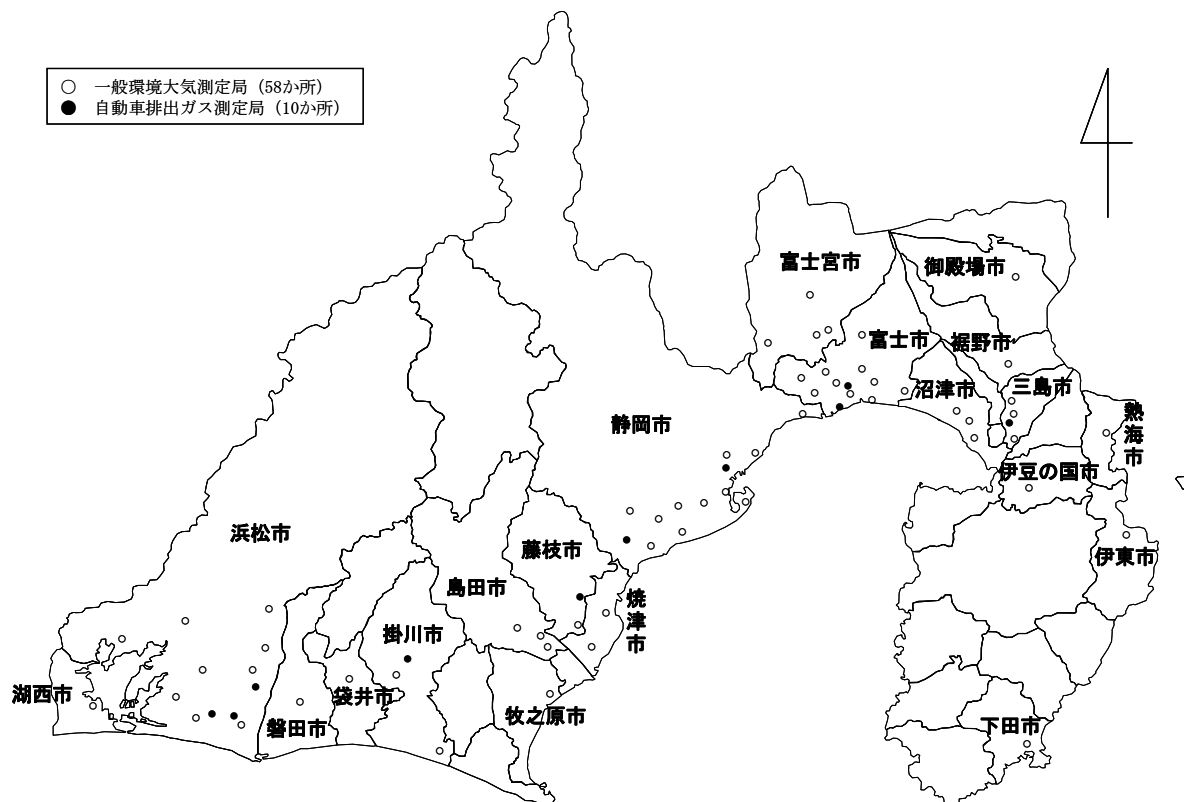 ○ 一般環境大気測定局（58か所）
● 自動車排出ガス測定局（10か所）
富士宮市
御殿場市
富士市
裾野市
沼津市
三島市
熱海市
静岡市
伊豆の国市
浜松市
藤枝市
伊東市
島田市
焼津市
掛川市
湖西市
袋井市
牧之原市
磐田市
下田市